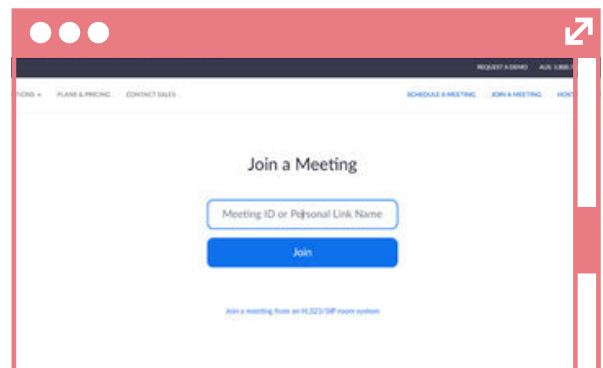 REQUEST A DEMO
PLANS & PRICING CONTACT SALES SCHEDULE A MEETING JOIN A MEETING HOST
Join a Meeting
Meeting ID or Personal Link Name
Join
Join a meeting from an H.323/SIP room system